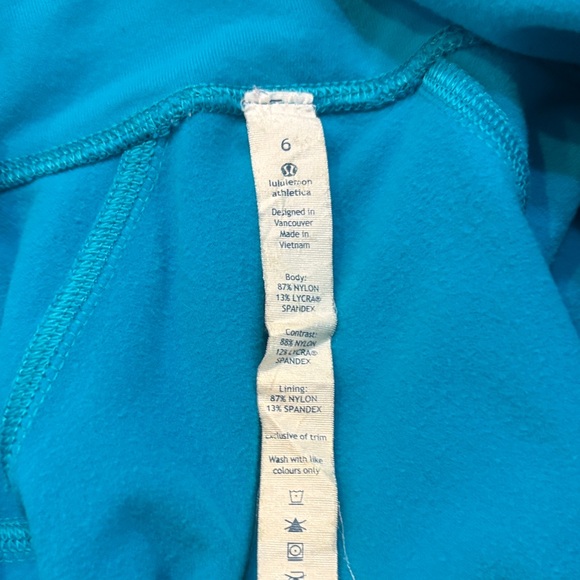 6
lululemon
athletica
Designed in
Vancouver
Made in
Vietnam
Body:
87% NYLON
13% LYCRA®
SPANDEX
Contrast:
88% NYLON
12% LYCRA®
SPANDEX
Lining:
87% NYLON
13% SPANDEX
Exclusive of trim
Wash with like
colours only